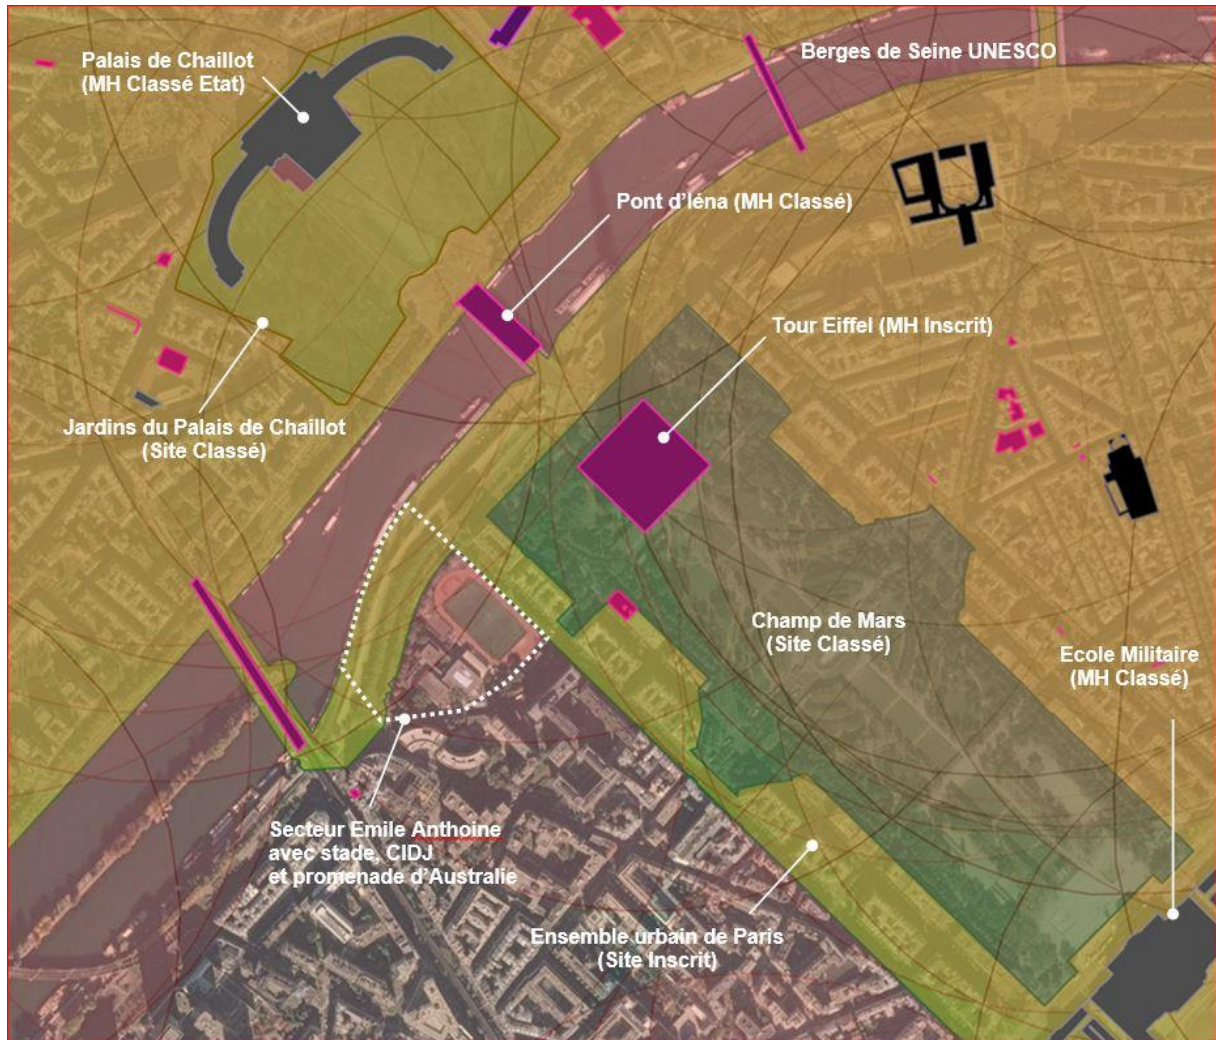 Palais de Chaillot
(MH Classé Etat)
Berges de Seine UNESCO
Pont d'Iéna (MH Classé)
Tour Eiffel (MH Inscrit)
Jardins du Palais de Chaillot
(Site Classé)
Champ de Mars
(Site Classé)
Ecole Militaire
(MH Classé)
Secteur Emile Anthoine
avec stade, CIDJ
et promenade d'Australie
Ensemble urbain de Paris
(Site Inscrit)